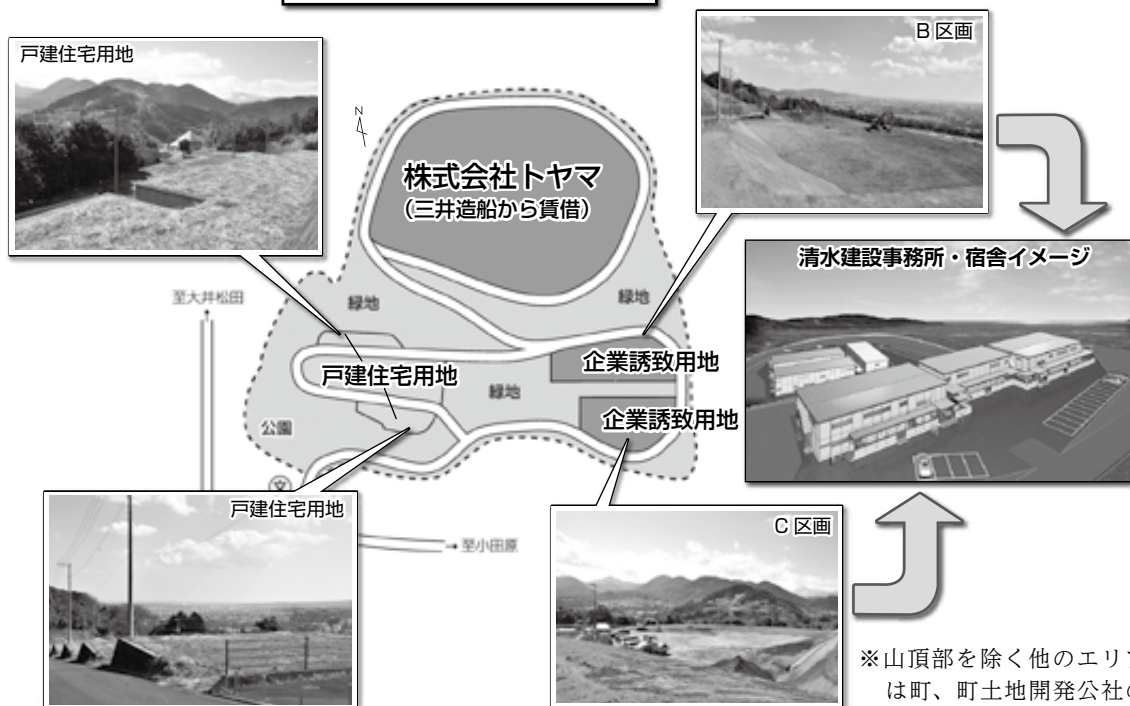 戸建住宅用地
B区画
N
株式会社トヤマ
（三井造船から賃借）
清水建設事務所・宿舎イメージ
至大井松田
緑地
緑地
企業誘致用地
戸建住宅用地
緑地
企業誘致用地
公園
文
戸建住宅用地
C区画
→至小田原
※山頂部を除く他のエリア
は町、町土地開発公社の